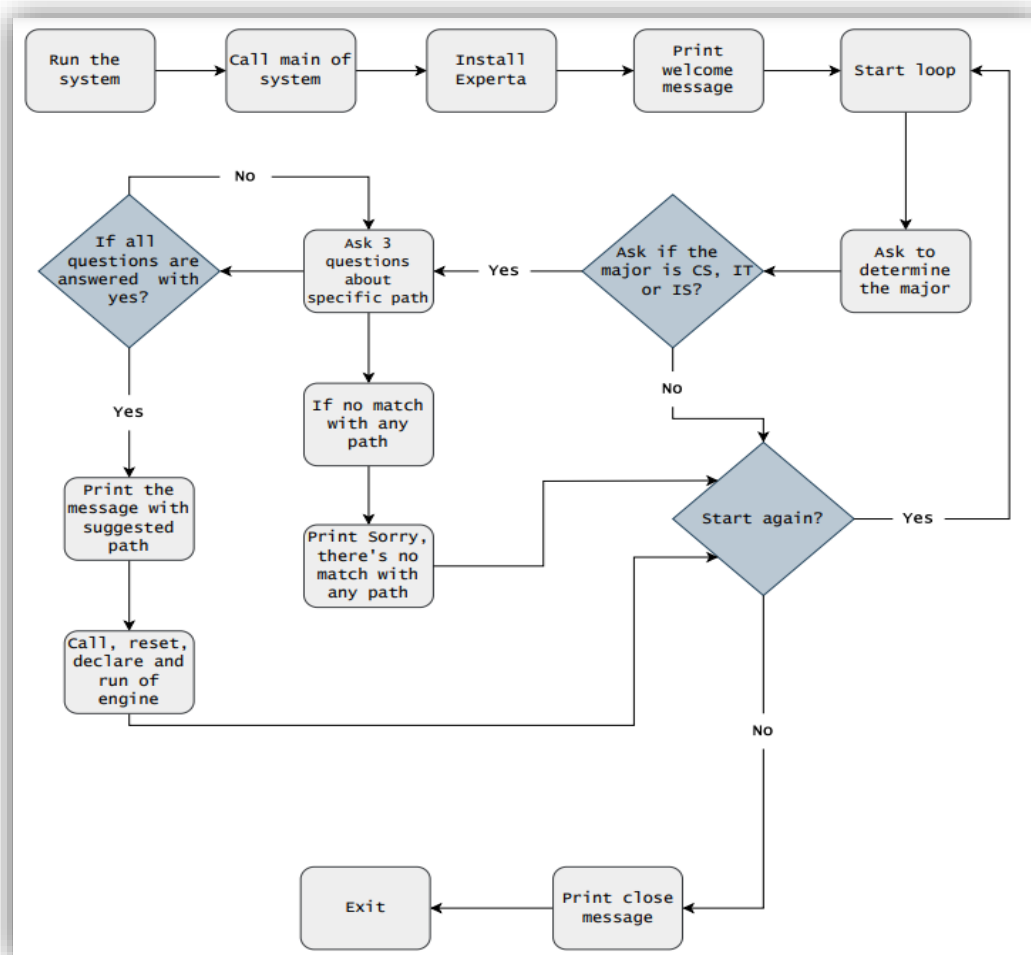 Run the
system
Call main of
system
Install
Experta
Print
welcome
message
Start loop
No
If all
questions are
answered with
yes?
Ask 3
questions
about
specific path
Yes
Ask if the
major is CS, IT
or IS?
Ask to
determine
the major
Yes
If no match
with any
path
No
Print the
message with
suggested
path
Print Sorry,
there's no
match with
any path
Start again?
Yes
Call, reset,
declare and
run of
engine
No
Exit
Print close
message